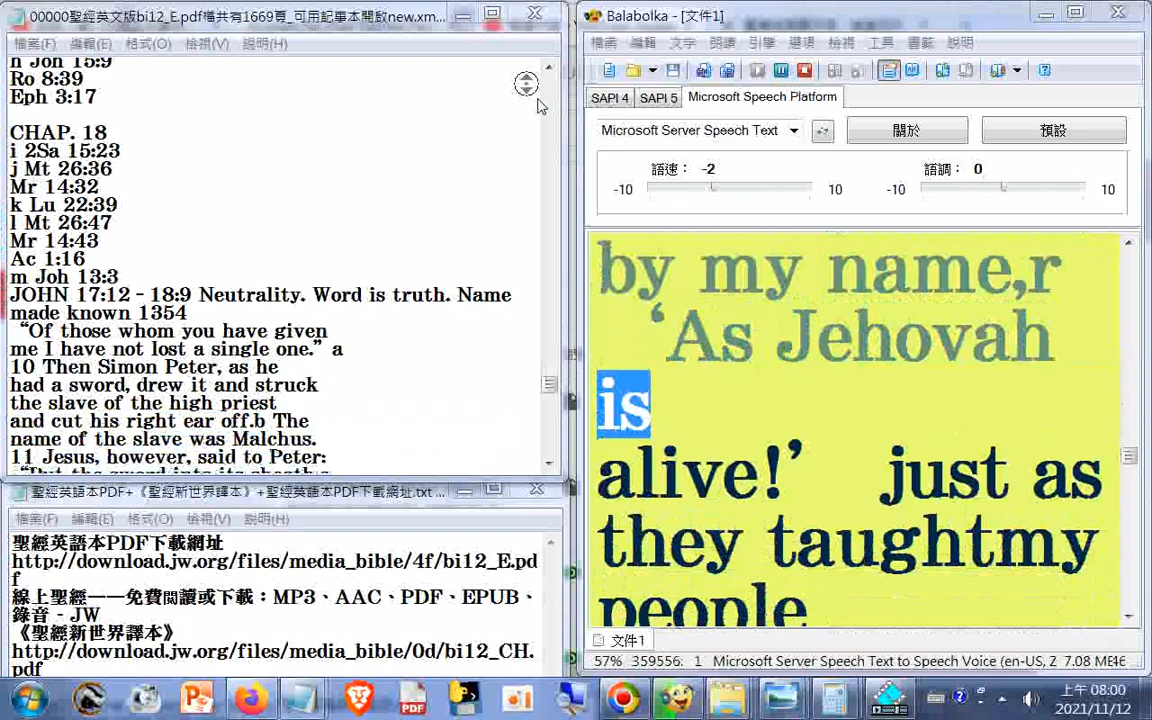 00000聖經英文版bi12_E.pdf檔共有1669頁_可用記事本開啟new.xm...
檔案(F) 編輯(E) 格式(O) 檢視(V) 說明(H)
n Joh 15:9
Ro 8:39
Eph 3:17
CHAP. 18
i 2Sa 15:23
j Mt 26:36
Mr 14:32
k Lu 22:39
l Mt 26:47
Mr 14:43
Ac 1:16
m Joh 13:3
JOHN 17:12–18:9 Neutrality. Word is truth. Name
made known 1354
“Of those whom you have given
me I have not lost a single one.” a
10 Then Simon Peter, as he
had a sword, drew it and struck
the slave of the high priest
and cut his right ear off.b The
name of the slave was Malchus.
11 Jesus, however, said to Peter:
“Put the sword into its sheath.c
聖經英語本PDF+《聖經新世界譯本》+聖經英語本PDF下載網址.txt ...
檔案(F) 編輯(E) 格式(O) 檢視(V) 說明(H)
聖經英語本PDF下載網址
http://download.jw.org/files/media_bible/4f/bi12_E.pd
f
線上聖經──免費閱讀或下載：MP3、AAC、PDF、EPUB、
錄音 - JW
《聖經新世界譯本》
http://download.jw.org/files/media_bible/0d/bi12_CH.
pdf
Balabolka - [文件1]
檔案 編輯 文字 朗讀 引擎 選項 檢視 工具 書籤 說明
SAPI 4 SAPI 5 Microsoft Speech Platform
Microsoft Server Speech Text 關於 預設
語速： -2 語調： 0
-10 10 -10 10
by my name,r
‘As Jehovah
is
alive!’ just as
they taughtmy
people
文件1
57% 359556: 1 Microsoft Server Speech Text to Speech Voice (en-US, Z 7.08 ME46
上午 08:00
2021/11/12